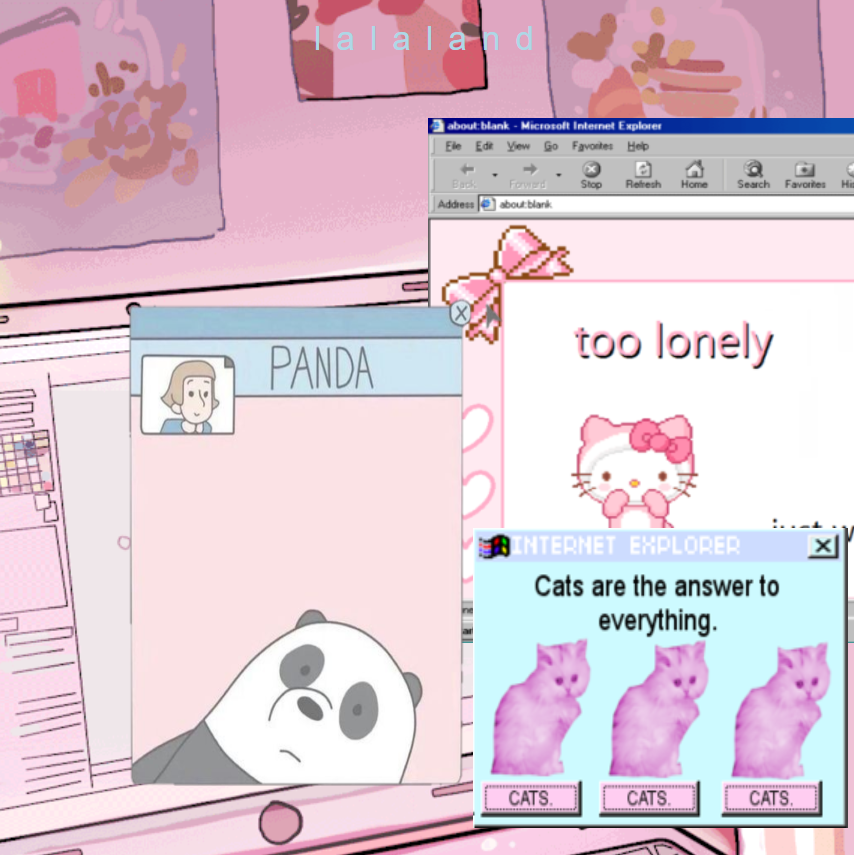 lalaland
about:blank - Microsoft Internet Explorer
File Edit View Go Favorites Help
Back Forward Stop Refresh Home Search Favorites
Address about:blank
too lonely
PANDA
just
INTERNET EXPLORER
Cats are the answer to
everything.
CATS. CATS. CATS.